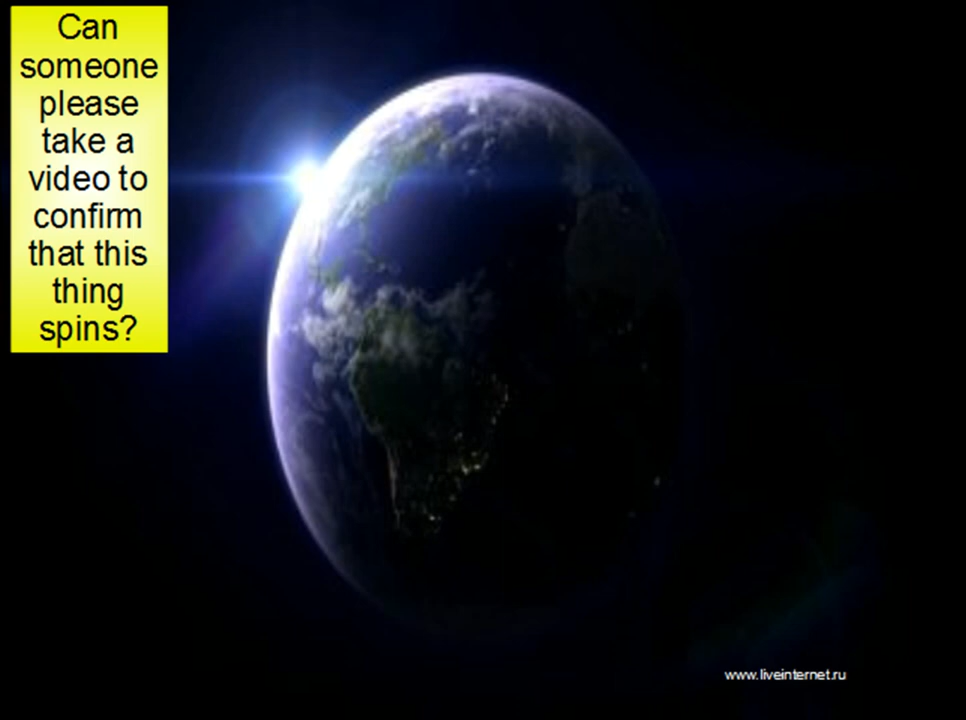 Can
someone
please
take a
video to
confirm
that this
thing
spins?
www.liveinternet.ru